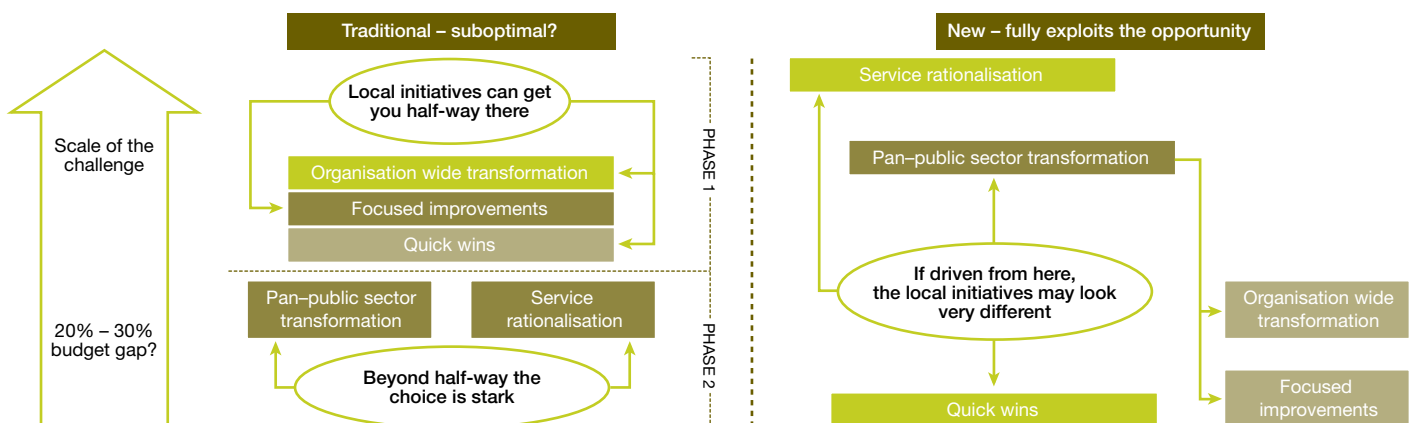 Traditional – suboptimal?
New – fully exploits the opportunity
Scale of the
challenge
20% – 30%
budget gap?
Local initiatives can get
you half-way there
Organisation wide transformation
Focused improvements
Quick wins
PHASE 1
Pan–public sector
transformation
Service
rationalisation
Beyond half-way the
choice is stark
PHASE 2
Service rationalisation
Pan–public sector transformation
If driven from here,
the local initiatives may look
very different
Organisation wide
transformation
Focused
improvements
Quick wins